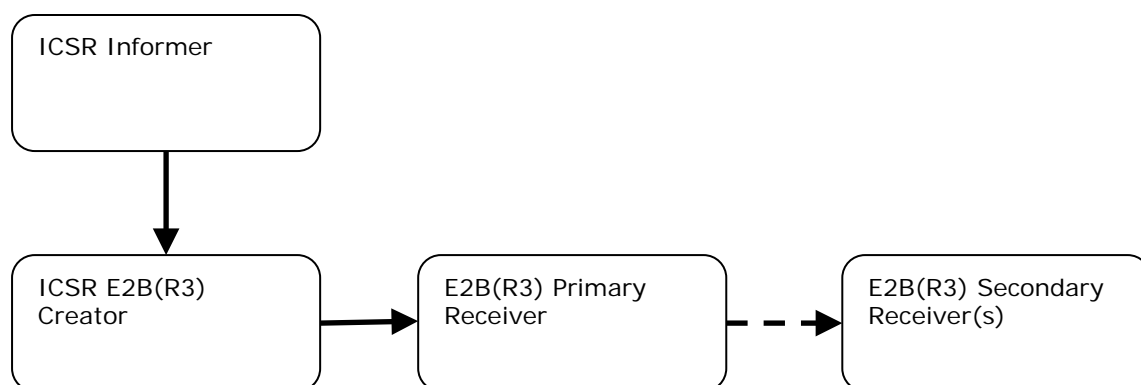 ICSR Informer
ICSR E2B(R3)
Creator
E2B(R3) Primary
Receiver
E2B(R3) Secondary
Receiver(s)